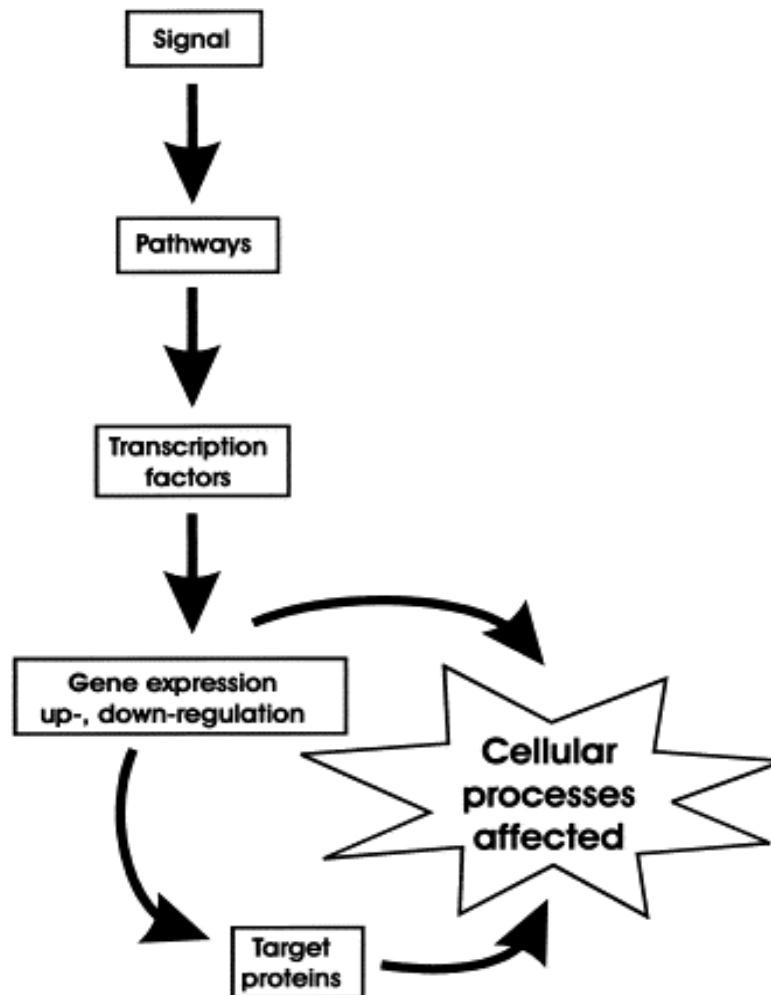 Signal
Pathways
Transcription
factors
Gene expression
up-, down-regulation
Cellular
processes
affected
Target
proteins